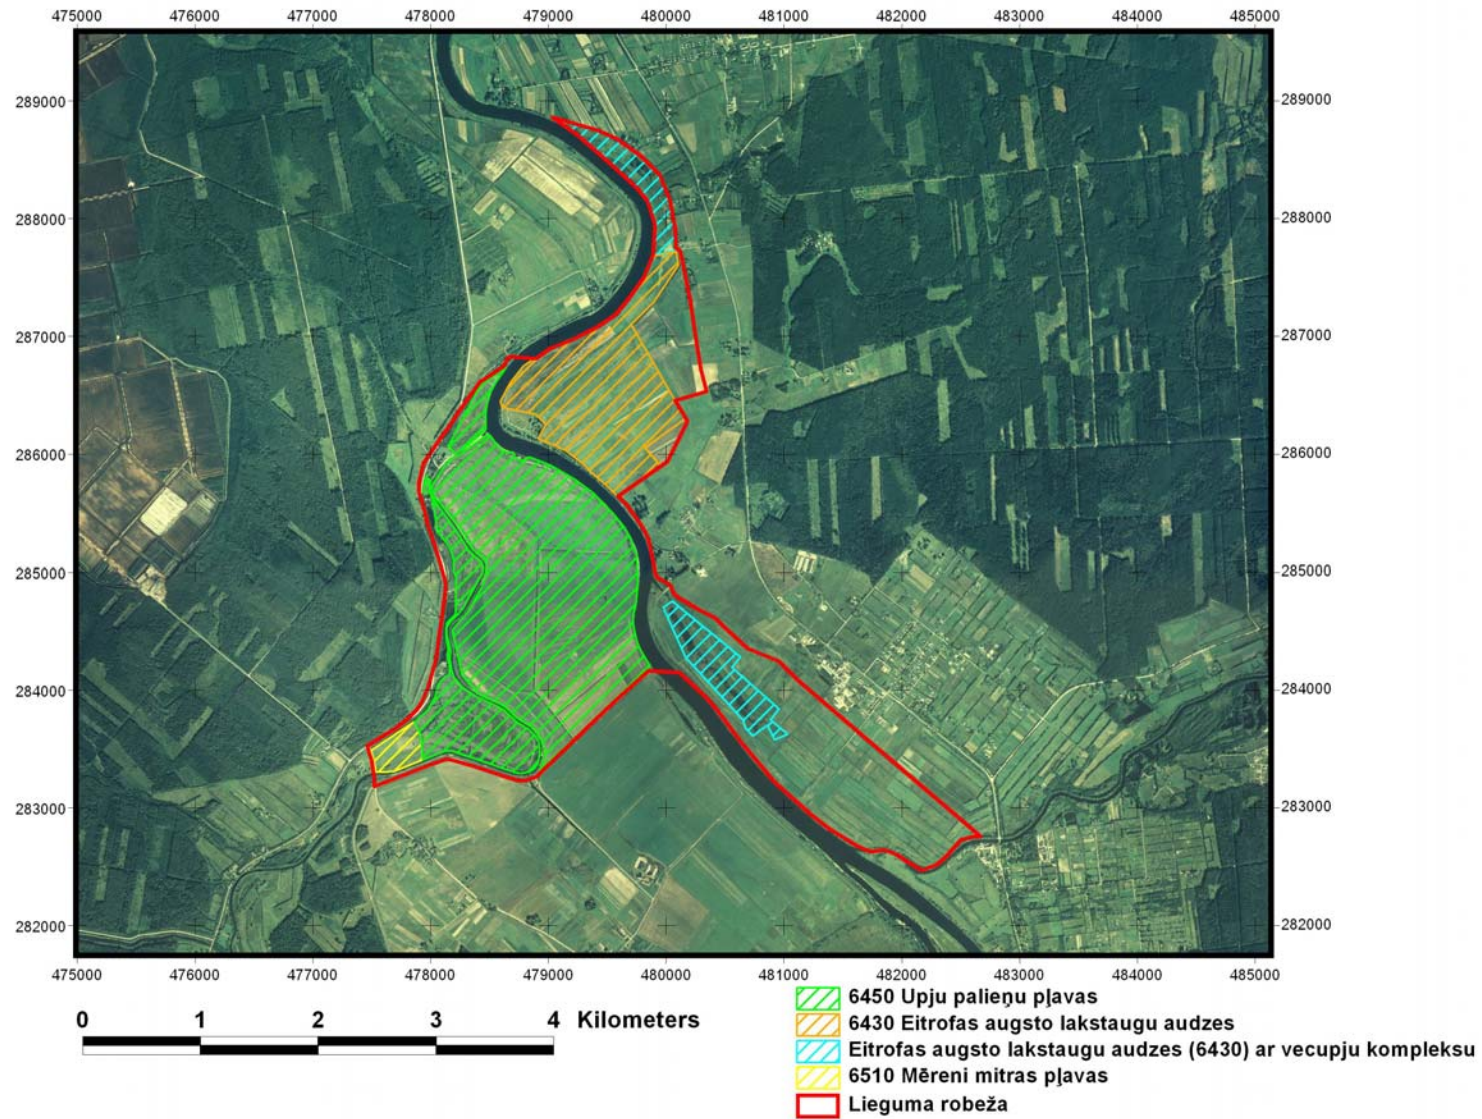 475000 476000 477000 478000 479000 480000 481000 482000 483000 484000 485000
289000 289000
288000 288000
287000 287000
286000 286000
285000 285000
284000 284000
283000 283000
282000 282000
475000 476000 477000 478000 479000 480000 481000 482000 483000 484000 485000
0 1 2 3 4 Kilometers
6450 Upju palieņu pļavas
6430 Eitrofas augsto lakstaugu audzes
Eitrofas augsto lakstaugu audzes (6430) ar vecupju kompleksu
6510 Mēreni mitras pļavas
Lieguma robeža